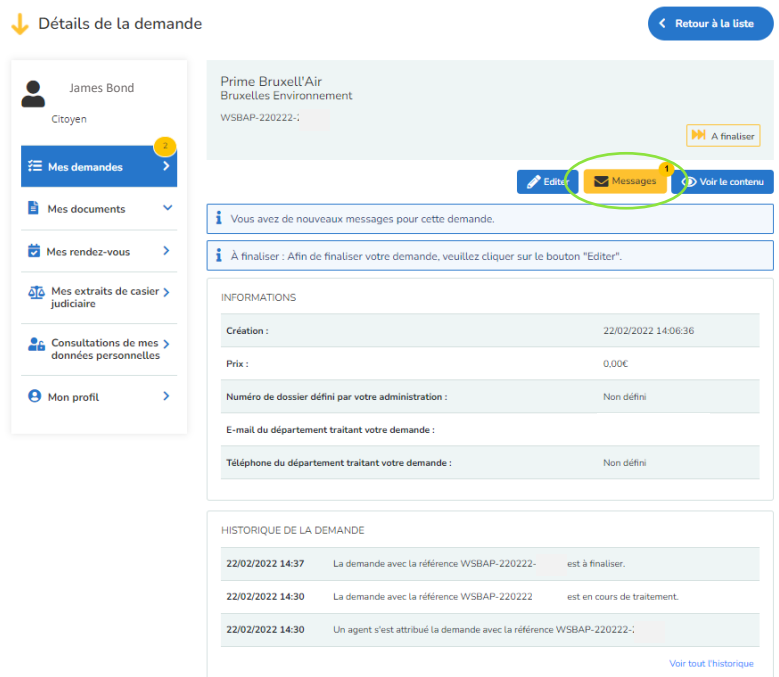 Détails de la demande
Retour à la liste
James Bond
Citoyen
2
Mes demandes
Mes documents
Mes rendez-vous
Mes extraits de casier
judiciaire
Consultations de mes
données personnelles
Mon profil
Prime Bruxell'Air
Bruxelles Environnement
WSBAP-220222-
A finaliser
Editer
Messages
1
Voir le contenu
Vous avez de nouveaux messages pour cette demande.
À finaliser : Afin de finaliser votre demande, veuillez cliquer sur le bouton "Editer".
INFORMATIONS
Création : 22/02/2022 14:06:36
Prix : 0,00€
Numéro de dossier défini par votre administration : Non défini
E-mail du département traitant votre demande :
Téléphone du département traitant votre demande : Non défini
HISTORIQUE DE LA DEMANDE
22/02/2022 14:37 La demande avec la référence WSBAP-220222- est à finaliser.
22/02/2022 14:30 La demande avec la référence WSBAP-220222 est en cours de traitement.
22/02/2022 14:30 Un agent s'est attribué la demande avec la référence WSBAP-220222-
Voir tout l'historique